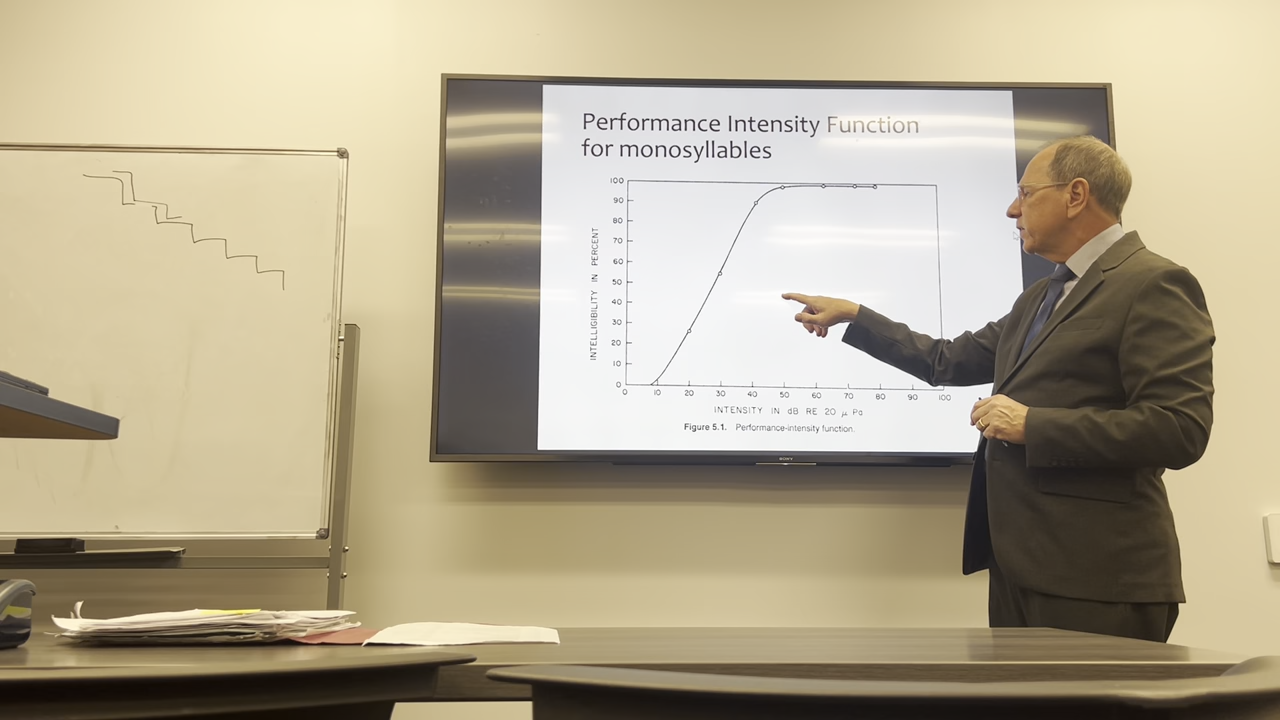 Performance Intensity Function
for monosyllables
100
90
80
70
60
50
40
30
20
10
0
INTELLIGIBILITY IN PERCENT
0 10 20 30 40 50 60 70 80 90 100
INTENSITY IN dB RE 20 μ Pa
Figure 5.1. Performance-intensity function.
SONY